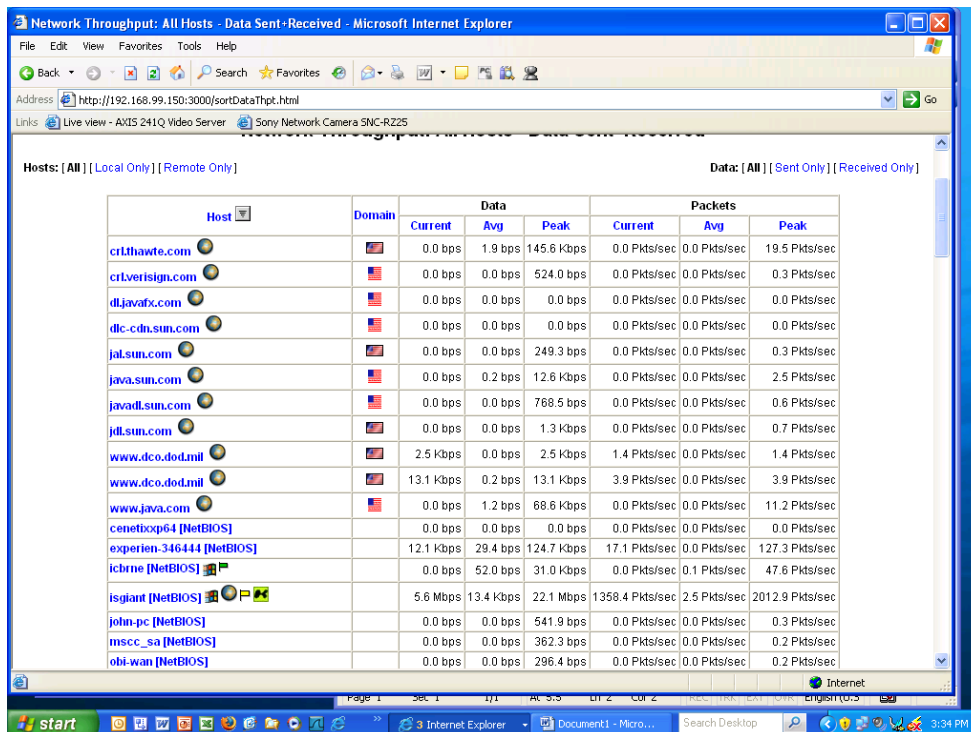 Network Throughput: All Hosts - Data Sent+Received - Microsoft Internet Explorer
File Edit View Favorites Tools Help
Back Search Favorites
Address http://192.168.99.150:3000/sortDataThpt.html Go
Links Live view - AXIS 241Q Video Server Sony Network Camera SNC-RZ25
Network Throughput: All Hosts - Data Sent+Received
Hosts: [ All ] [ Local Only ] [ Remote Only ] Data: [ All ] [ Sent Only ] [ Received Only ]
Host Domain Data Packets
Current Avg Peak Current Avg Peak
crl.thawte.com 0.0 bps 1.9 bps 145.6 Kbps 0.0 Pkts/sec 0.0 Pkts/sec 19.5 Pkts/sec
crl.verisign.com 0.0 bps 0.0 bps 524.0 bps 0.0 Pkts/sec 0.0 Pkts/sec 0.3 Pkts/sec
dl.javafx.com 0.0 bps 0.0 bps 0.0 bps 0.0 Pkts/sec 0.0 Pkts/sec 0.0 Pkts/sec
dlc-cdn.sun.com 0.0 bps 0.0 bps 0.0 bps 0.0 Pkts/sec 0.0 Pkts/sec 0.0 Pkts/sec
jal.sun.com 0.0 bps 0.0 bps 249.3 bps 0.0 Pkts/sec 0.0 Pkts/sec 0.3 Pkts/sec
java.sun.com 0.0 bps 0.2 bps 12.6 Kbps 0.0 Pkts/sec 0.0 Pkts/sec 2.5 Pkts/sec
javadl.sun.com 0.0 bps 0.0 bps 768.5 bps 0.0 Pkts/sec 0.0 Pkts/sec 0.6 Pkts/sec
jdl.sun.com 0.0 bps 0.0 bps 1.3 Kbps 0.0 Pkts/sec 0.0 Pkts/sec 0.7 Pkts/sec
www.dco.dod.mil 2.5 Kbps 0.0 bps 2.5 Kbps 1.4 Pkts/sec 0.0 Pkts/sec 1.4 Pkts/sec
www.dco.dod.mil 13.1 Kbps 0.2 bps 13.1 Kbps 3.9 Pkts/sec 0.0 Pkts/sec 3.9 Pkts/sec
www.java.com 0.0 bps 1.2 bps 68.6 Kbps 0.0 Pkts/sec 0.0 Pkts/sec 11.2 Pkts/sec
cenetixxp64 [NetBIOS] 0.0 bps 0.0 bps 0.0 bps 0.0 Pkts/sec 0.0 Pkts/sec 0.0 Pkts/sec
experien-346444 [NetBIOS] 12.1 Kbps 29.4 bps 124.7 Kbps 17.1 Pkts/sec 0.0 Pkts/sec 127.3 Pkts/sec
icbrne [NetBIOS] 0.0 bps 52.0 bps 31.0 Kbps 0.0 Pkts/sec 0.1 Pkts/sec 47.6 Pkts/sec
isgiant [NetBIOS] 5.6 Mbps 13.4 Kbps 22.1 Mbps 1358.4 Pkts/sec 2.5 Pkts/sec 2012.9 Pkts/sec
john-pc [NetBIOS] 0.0 bps 0.0 bps 541.9 bps 0.0 Pkts/sec 0.0 Pkts/sec 0.3 Pkts/sec
mscc_sa [NetBIOS] 0.0 bps 0.0 bps 362.3 bps 0.0 Pkts/sec 0.0 Pkts/sec 0.2 Pkts/sec
obi-wan [NetBIOS] 0.0 bps 0.0 bps 296.4 bps 0.0 Pkts/sec 0.0 Pkts/sec 0.2 Pkts/sec
Internet
Page 1 Sec 1 1/1 At 5.5 Ln 2 Col 2 REC TRK EXT OVR English (U.S
start 3 Internet Explorer Document1 - Micro... Search Desktop 3:34 PM